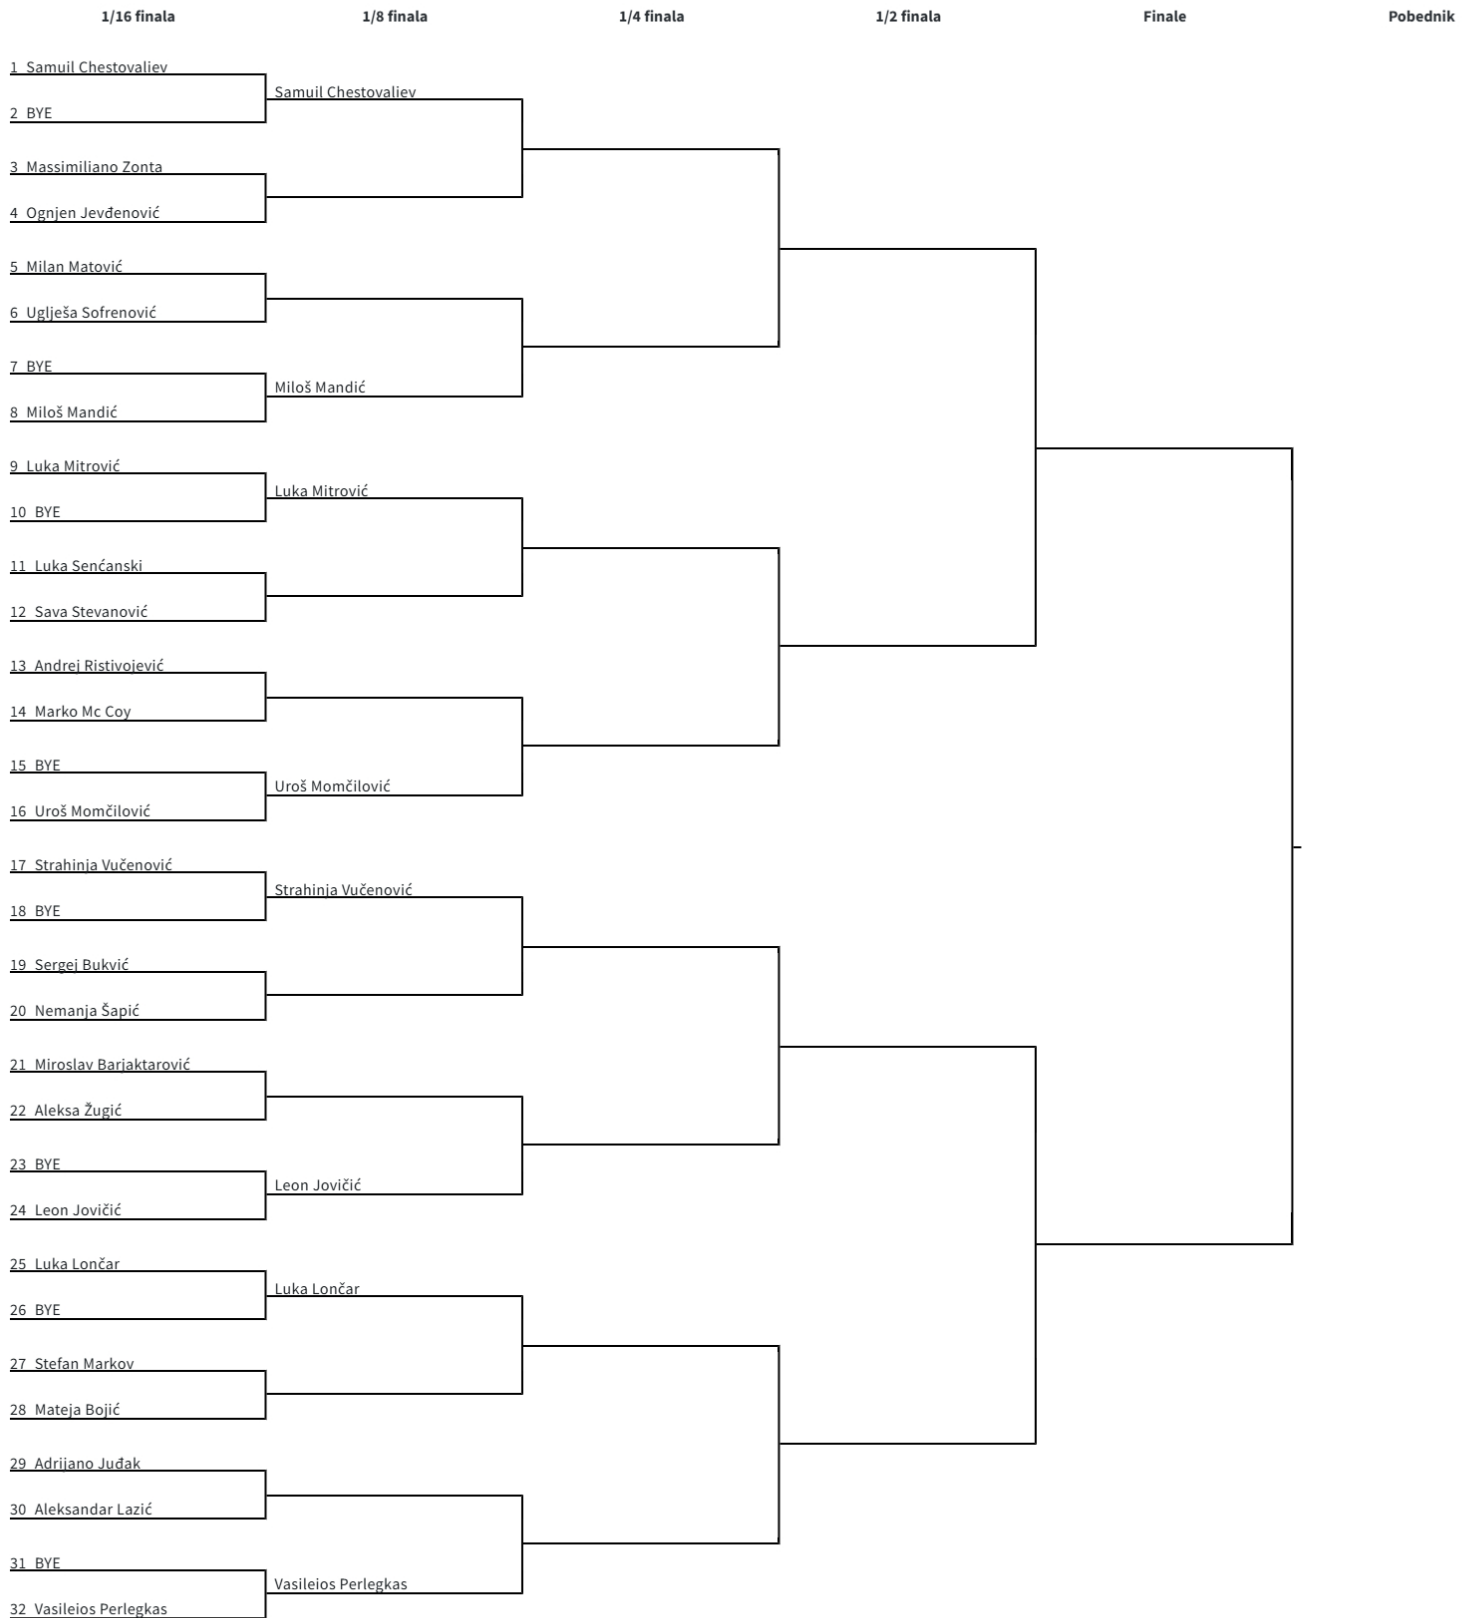 1/16 finala 1/8 finala 1/4 finala 1/2 finala Finale Pobednik
1 Samuil Chestovaliev
Samuil Chestovaliev
2 BYE
3 Massimiliano Zonta
4 Ognjen Jevđenović
5 Milan Matović
6 Uglješa Sofrenović
7 BYE
Miloš Mandić
8 Miloš Mandić
9 Luka Mitrović
Luka Mitrović
10 BYE
11 Luka Senćanski
12 Sava Stevanović
13 Andrej Ristivojević
14 Marko Mc Coy
15 BYE
Uroš Momčilović
16 Uroš Momčilović
17 Strahinja Vučenović
Strahinja Vučenović
18 BYE
19 Sergej Bukvić
20 Nemanja Šapić
21 Miroslav Barjaktarović
22 Aleksa Žugić
23 BYE
Leon Jovičić
24 Leon Jovičić
25 Luka Lončar
Luka Lončar
26 BYE
27 Stefan Markov
28 Mateja Bojić
29 Adrijano Juđak
30 Aleksandar Lazić
31 BYE
Vasileios Perlegkas
32 Vasileios Perlegkas